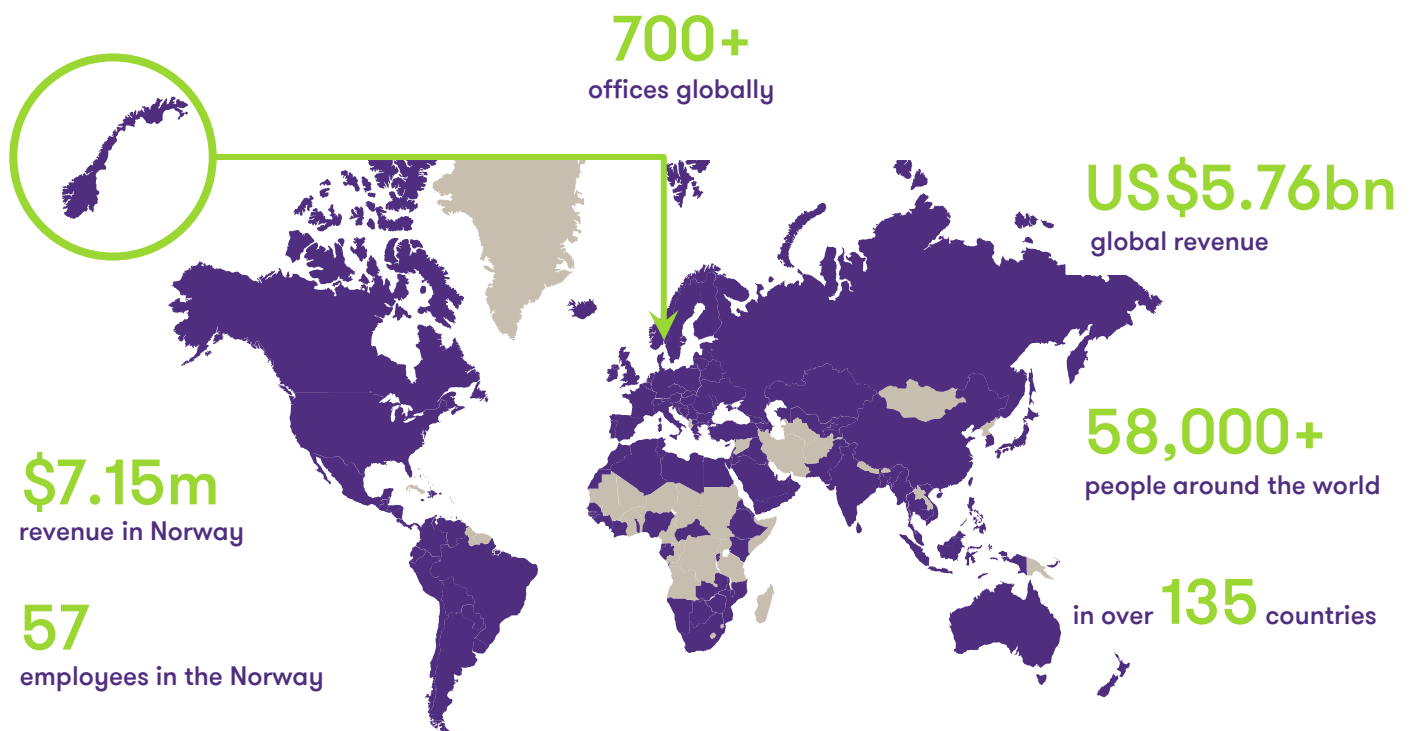 700+
offices globally
US$5.76bn
global revenue
58,000+
people around the world
$7.15m
revenue in Norway
in over 135 countries
57
employees in the Norway